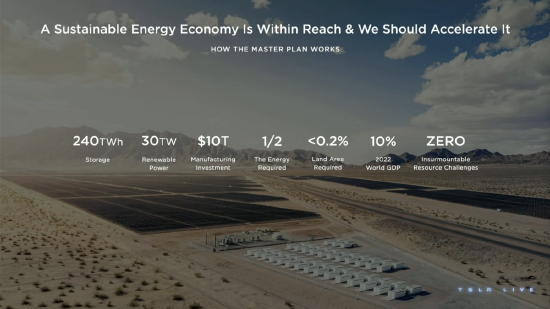 A Sustainable Energy Economy Is Within Reach & We Should Accelerate It
HOW THE MASTER PLAN WORKS
240TWh 30TW $10T 1/2 <0.2% 10% ZERO
Storage Renewable Manufacturing The Energy Land Area 2022 Insurmountable
Power Investment Required Required World GDP Resource Challenges
TSLA LIVE